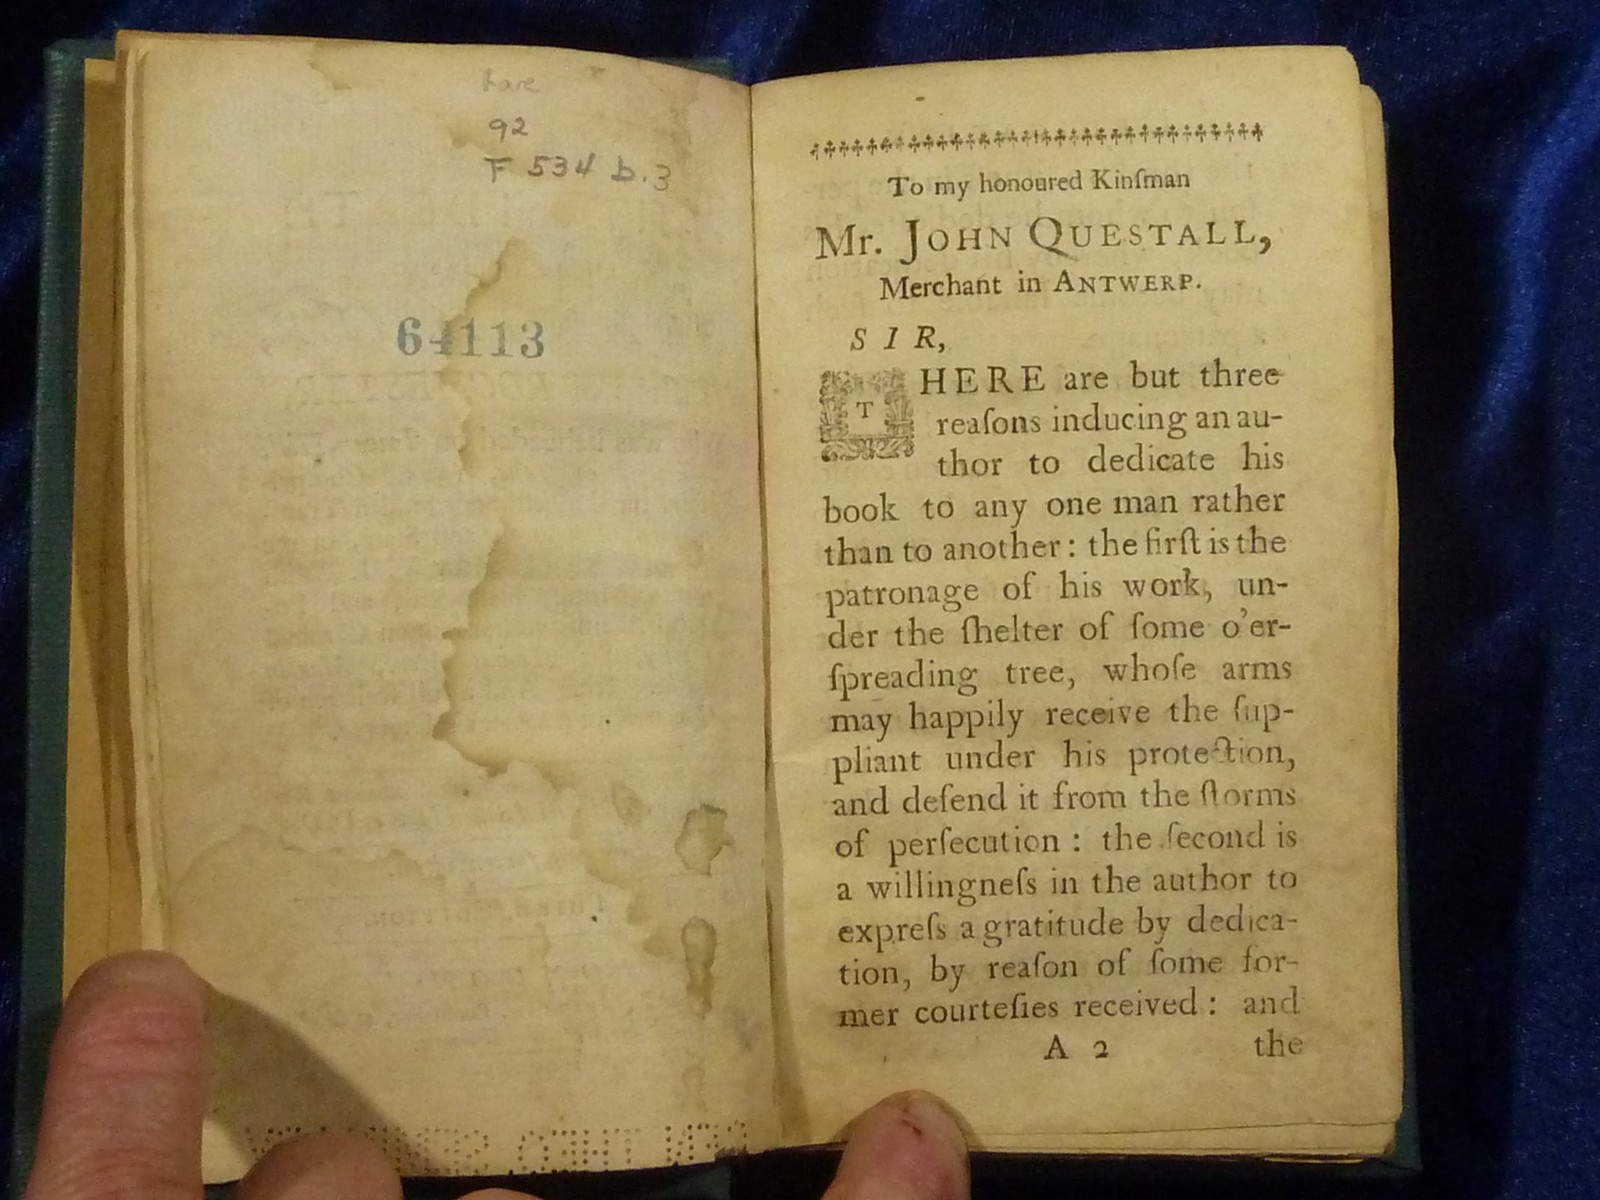 Rare
92
F 534 b.3
64113
To my honoured Kinſman
Mr. JOHN QUESTALL,
Merchant in ANTWERP.
SIR,
THERE are but three
reaſons inducing an au-
thor to dedicate his
book to any one man rather
than to another: the firſt is the
patronage of his work, un-
der the ſhelter of ſome o'er-
ſpreading tree, whoſe arms
may happily receive the ſup-
pliant under his protection,
and defend it from the ſtorms
of perſecution: the ſecond is
a willingneſs in the author to
expreſs a gratitude by dedica-
tion, by reaſon of ſome for-
mer courteſies received: and
A 2 the